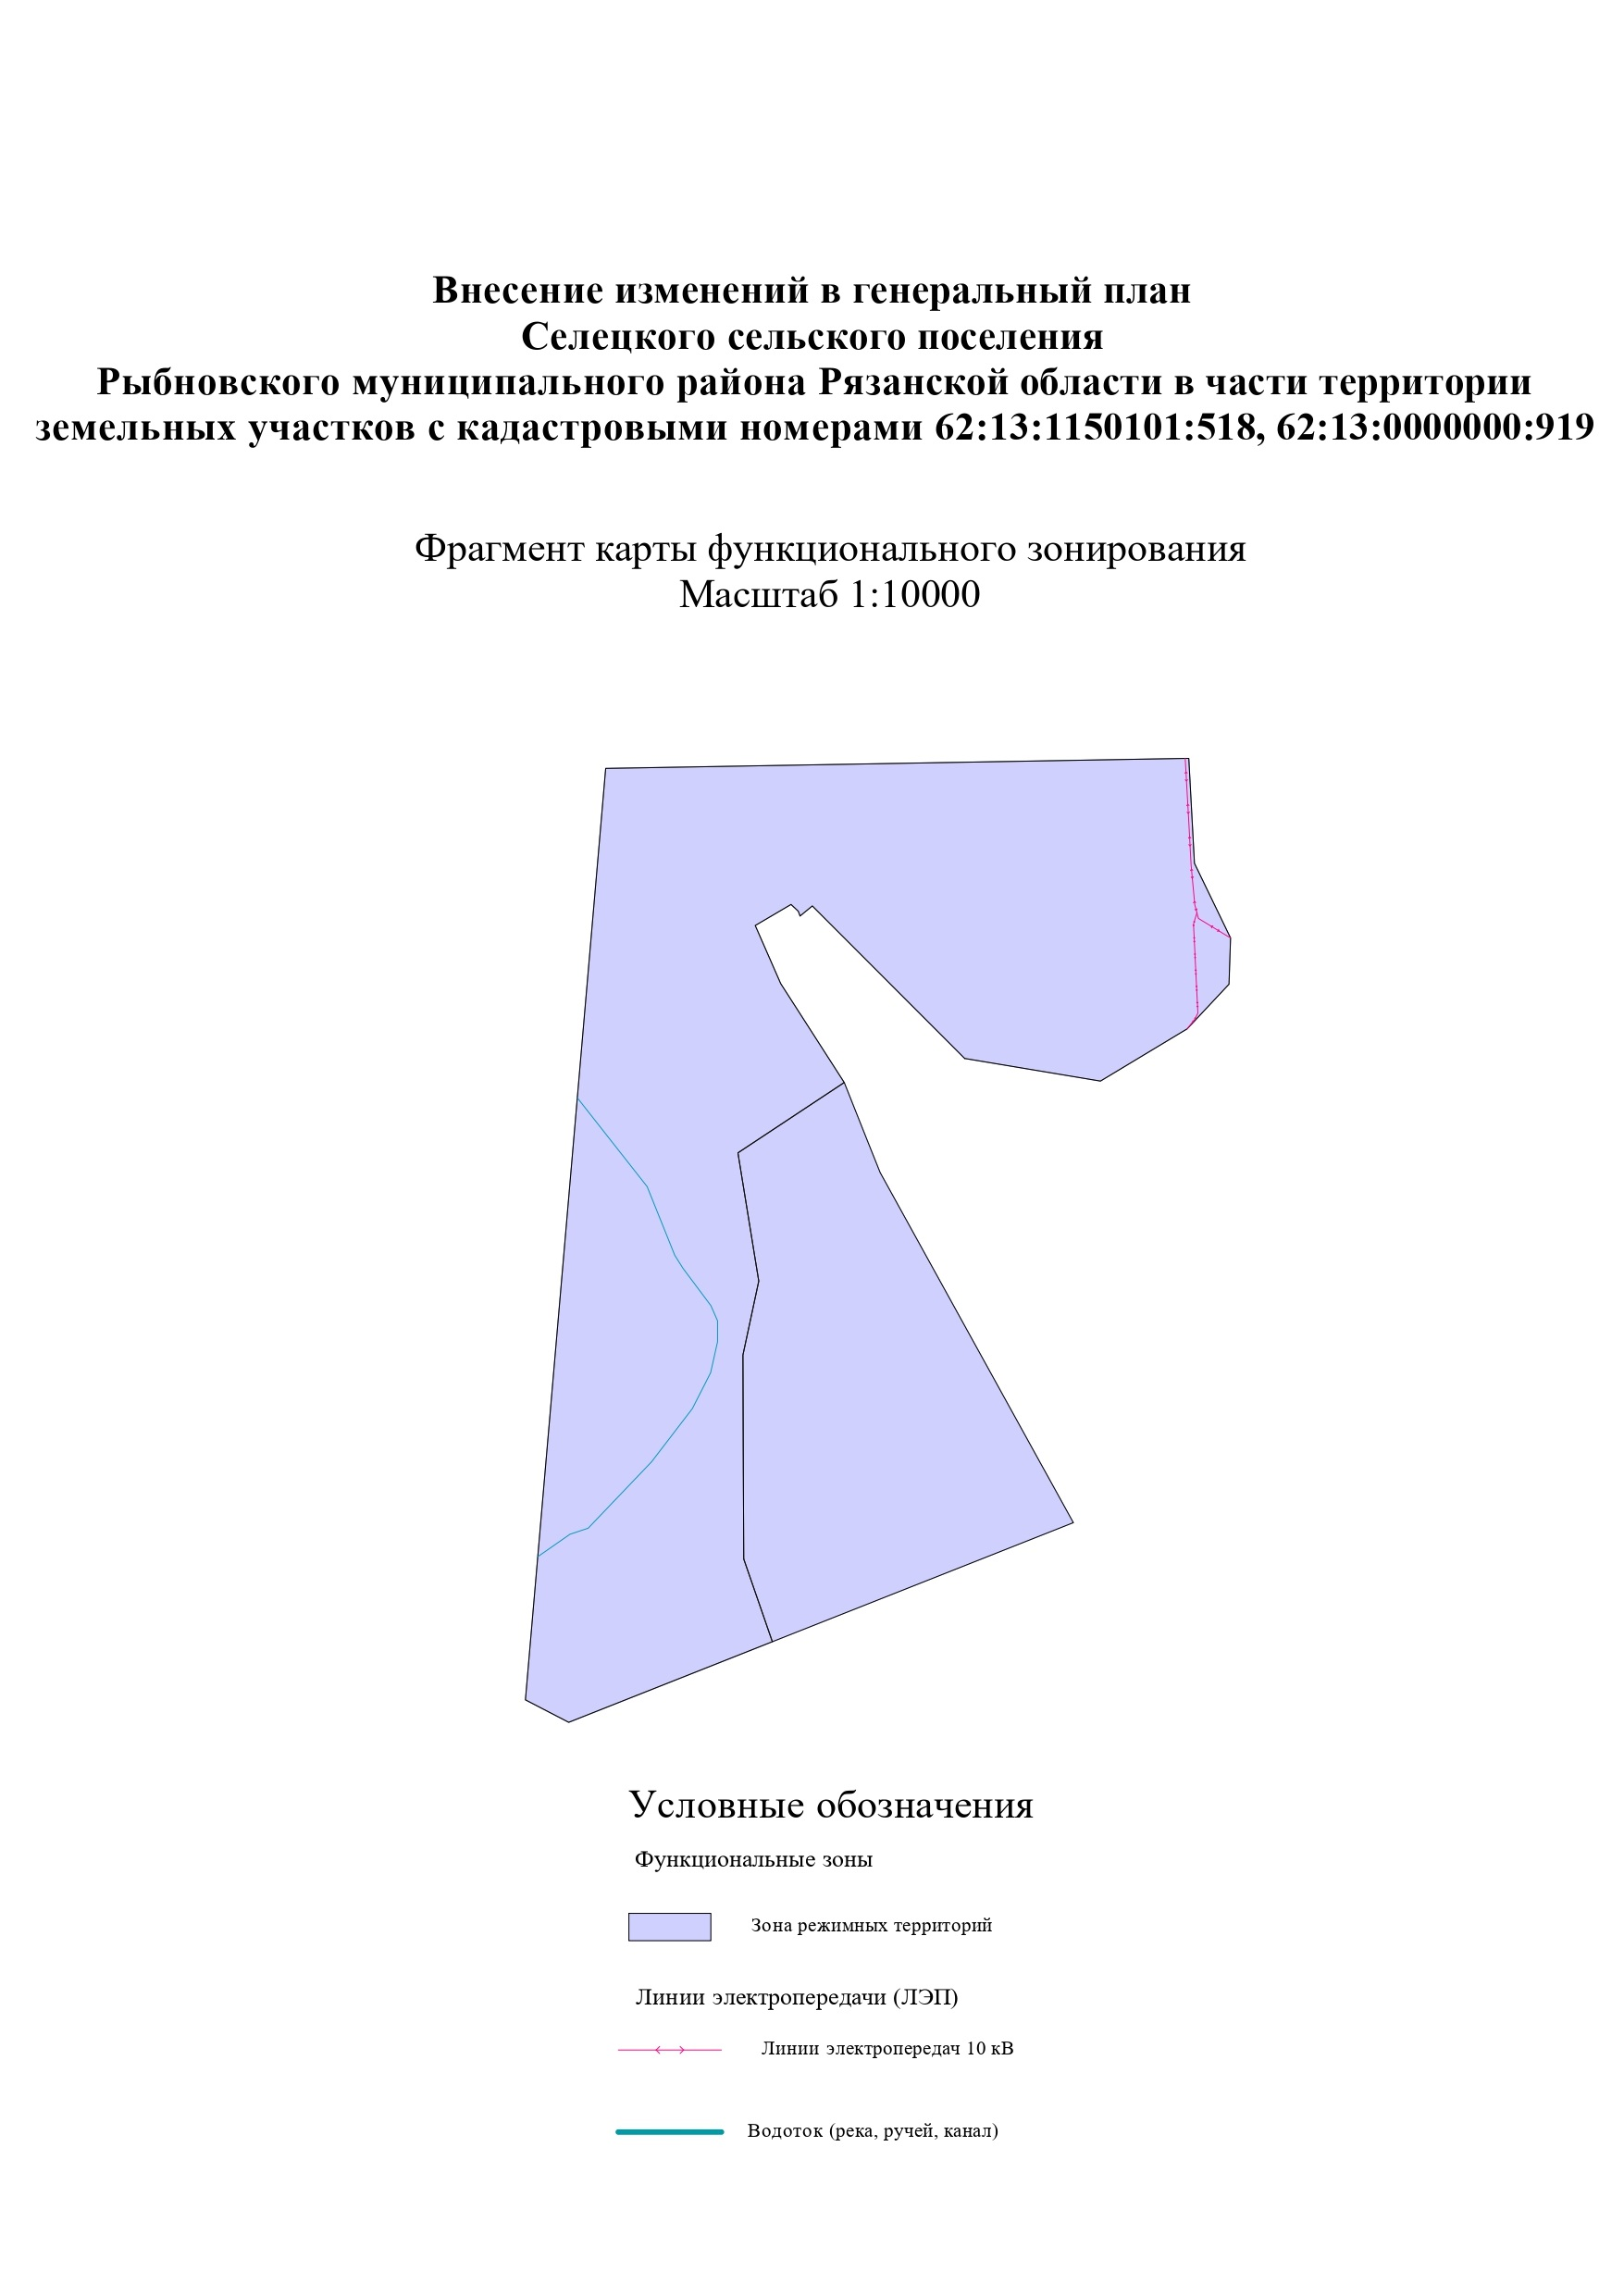 Внесение изменений в генеральный план
Селецкого сельского поселения
Рыбновского муниципального района Рязанской области в части территории
земельных участков с кадастровыми номерами 62:13:1150101:518, 62:13:0000000:919
Фрагмент карты функционального зонирования
Масштаб 1:10000
Условные обозначения
Функциональные зоны
Зона режимных территорий
Линии электропередачи (ЛЭП)
Линии электропередач 10 кВ
Водоток (река, ручей, канал)